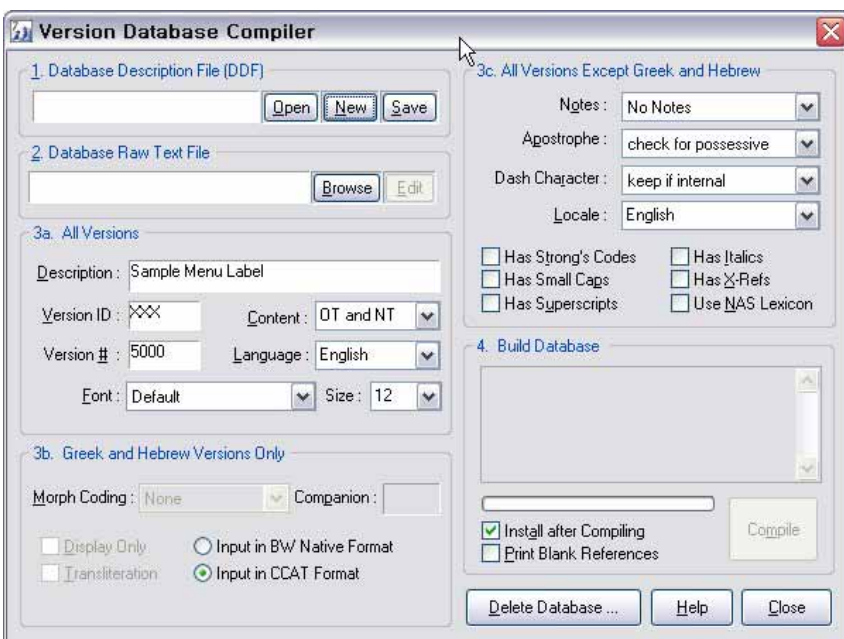 Version Database Compiler
1. Database Description File (DDF)
Open New Save
2. Database Raw Text File
Browse Edit
3a. All Versions
Description : Sample Menu Label
Version ID : XXX Content : OT and NT
Version # : 5000 Language : English
Font : Default Size : 12
3b. Greek and Hebrew Versions Only
Morph Coding : None Companion :
Display Only Input in BW Native Format
Transliteration Input in CCAT Format
3c. All Versions Except Greek and Hebrew
Notes : No Notes
Apostrophe : check for possessive
Dash Character : keep if internal
Locale : English
Has Strong's Codes Has Italics
Has Small Caps Has X-Refs
Has Superscripts Use NAS Lexicon
4. Build Database
Install after Compiling
Print Blank References
Compile
Delete Database ... Help Close